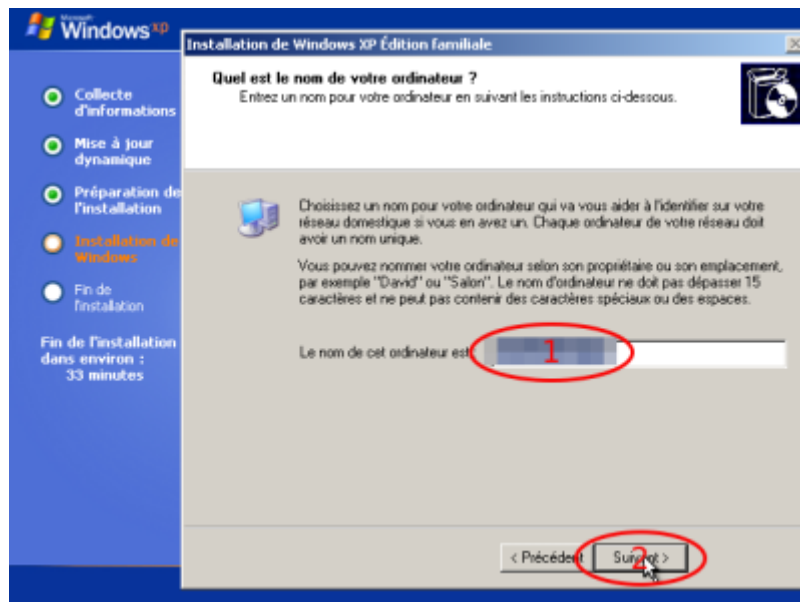 Microsoft
Windows xp
Installation de Windows XP Édition familiale
Quel est le nom de votre ordinateur ?
Entrez un nom pour votre ordinateur en suivant les instructions ci-dessous.
Collecte
d'informations
Mise à jour
dynamique
Préparation de
l'installation
Installation de
Windows
Fin de
l'installation
Fin de l'installation
dans environ :
33 minutes
Choisissez un nom pour votre ordinateur qui va vous aider à l'identifier sur votre
réseau domestique si vous en avez un. Chaque ordinateur de votre réseau doit
avoir un nom unique.
Vous pouvez nommer votre ordinateur selon son propriétaire ou son emplacement,
par exemple "David" ou "Salon". Le nom d'ordinateur ne doit pas dépasser 15
caractères et ne peut pas contenir des caractères spéciaux ou des espaces.
Le nom de cet ordinateur est
1
< Précédent
Suivant >
2